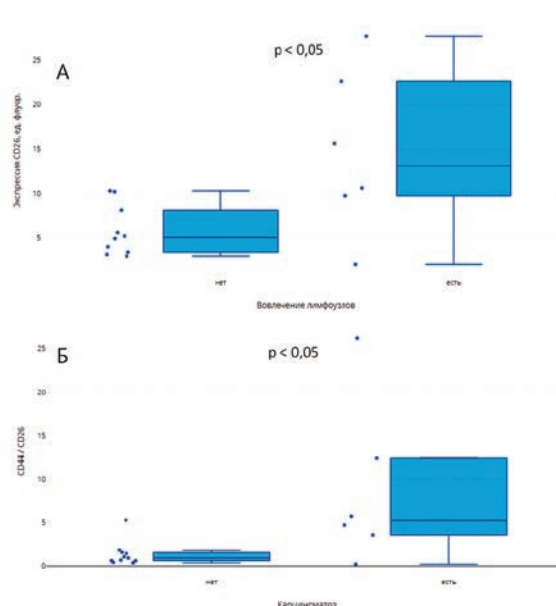 p < 0,05
А
Экспрессия CD26, ед. флуор.
25
20
15
10
5
нет
есть
Вовлечение лимфоузлов
p < 0,05
Б
CD44 / CD26
25
20
15
10
5
0
нет
есть
Карциноматоз